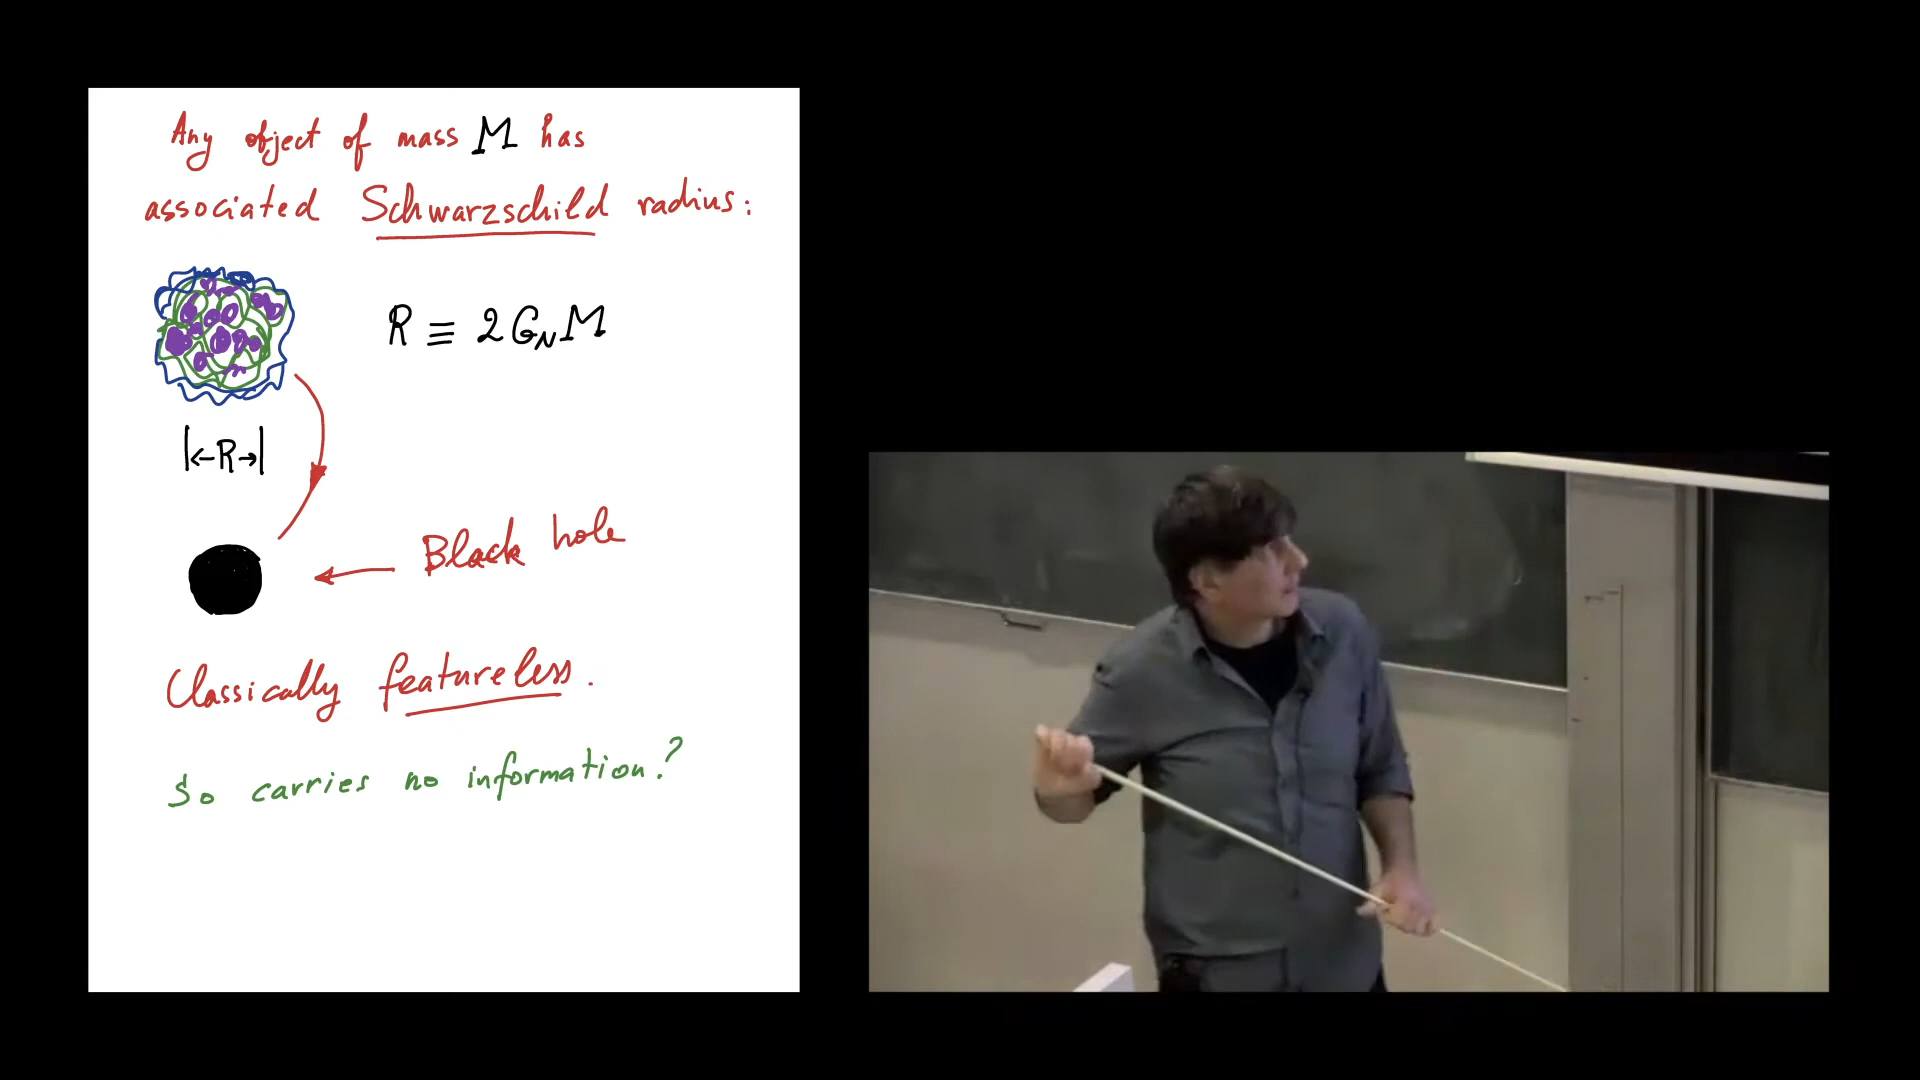 Any object of mass M has
associated Schwarzschild radius:
R ≡ 2G_N M
|←R→|
Black hole
Classically featureless.
So carries no information?